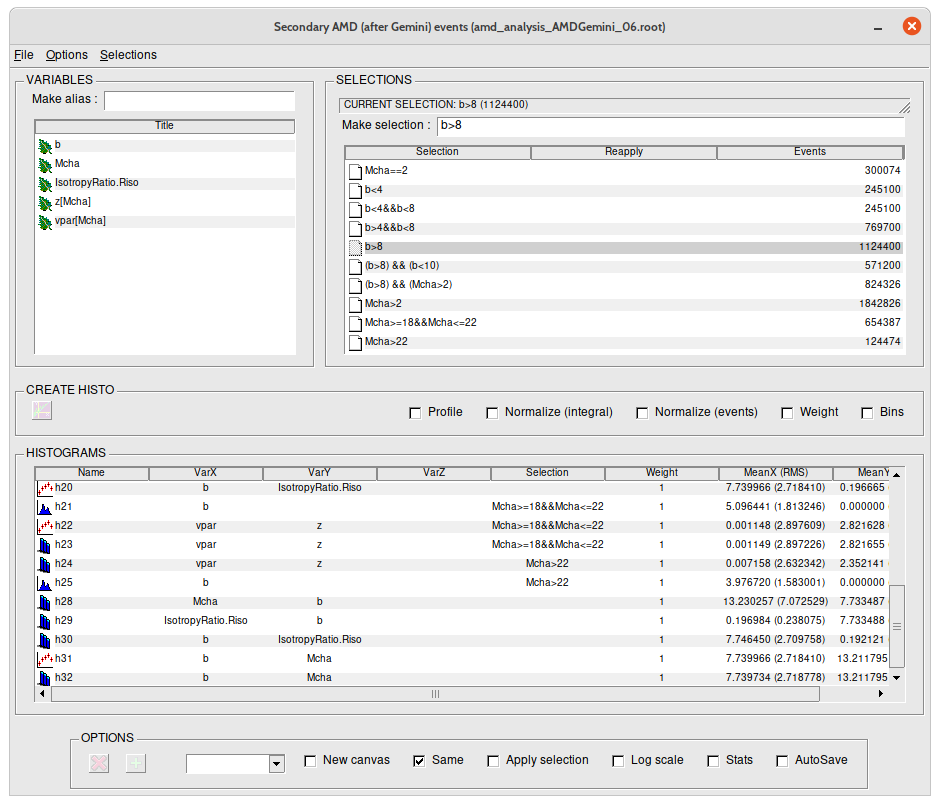 Secondary AMD (after Gemini) events (amd_analysis_AMDGemini_06.root)
File Options Selections
VARIABLES
Make alias :
Title
b
Mcha
IsotropyRatio.Riso
z[Mcha]
vpar[Mcha]
SELECTIONS
CURRENT SELECTION: b>8 (1124400)
Make selection : b>8
Selection Reapply Events
Mcha==2 300074
b<4 245100
b<4&&b<8 245100
b>4&&b<8 769700
b>8 1124400
(b>8) && (b<10) 571200
(b>8) && (Mcha>2) 824326
Mcha>2 1842826
Mcha>=18&&Mcha<=22 654387
Mcha>22 124474
CREATE HISTO
Profile Normalize (integral) Normalize (events) Weight Bins
HISTOGRAMS
Name VarX VarY VarZ Selection Weight MeanX (RMS) MeanY
h20 b IsotropyRatio.Riso 1 7.739966 (2.718410) 0.196665
h21 b Mcha>=18&&Mcha<=22 1 5.096441 (1.813246) 0.000000
h22 vpar z Mcha>=18&&Mcha<=22 1 0.001148 (2.897609) 2.821628
h23 vpar z Mcha>=18&&Mcha<=22 1 0.001149 (2.897226) 2.821655
h24 vpar z Mcha>22 1 0.007158 (2.632342) 2.352141
h25 b Mcha>22 1 3.976720 (1.583001) 0.000000
h28 Mcha b 1 13.230257 (7.072529) 7.733487
h29 IsotropyRatio.Riso b 1 0.196984 (0.238075) 7.733488
h30 b IsotropyRatio.Riso 1 7.746450 (2.709758) 0.192121
h31 b Mcha 1 7.739966 (2.718410) 13.211795
h32 b Mcha 1 7.739734 (2.718778) 13.211795
OPTIONS
New canvas Same Apply selection Log scale Stats AutoSave